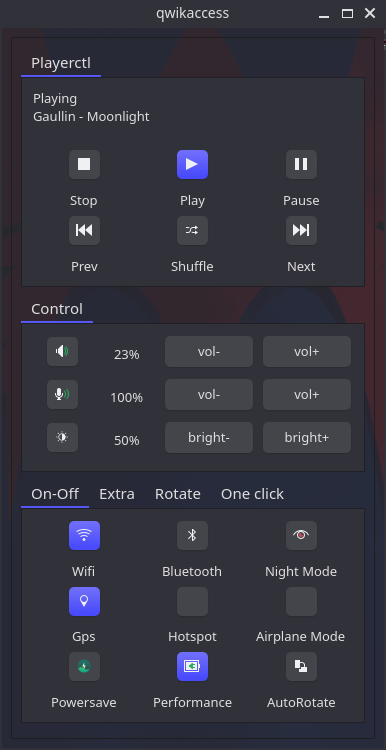 qwikaccess
Playerctl
Playing
Gaullin - Moonlight
Stop Play Pause
Prev Shuffle Next
Control
23% vol- vol+
100% vol- vol+
50% bright- bright+
On-Off Extra Rotate One click
Wifi Bluetooth Night Mode
Gps Hotspot Airplane Mode
Powersave Performance AutoRotate